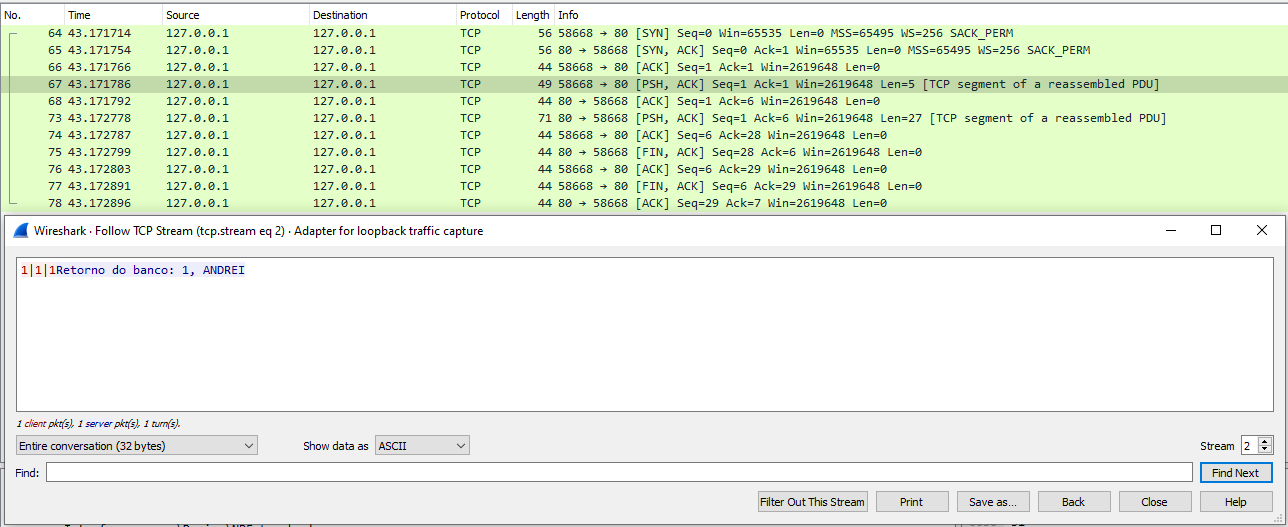 No. Time Source Destination Protocol Length Info
64 43.171714 127.0.0.1 127.0.0.1 TCP 56 58668 → 80 [SYN] Seq=0 Win=65535 Len=0 MSS=65495 WS=256 SACK_PERM
65 43.171754 127.0.0.1 127.0.0.1 TCP 56 80 → 58668 [SYN, ACK] Seq=0 Ack=1 Win=65535 Len=0 MSS=65495 WS=256 SACK_PERM
66 43.171766 127.0.0.1 127.0.0.1 TCP 44 58668 → 80 [ACK] Seq=1 Ack=1 Win=2619648 Len=0
67 43.171786 127.0.0.1 127.0.0.1 TCP 49 58668 → 80 [PSH, ACK] Seq=1 Ack=1 Win=2619648 Len=5 [TCP segment of a reassembled PDU]
68 43.171792 127.0.0.1 127.0.0.1 TCP 44 80 → 58668 [ACK] Seq=1 Ack=6 Win=2619648 Len=0
73 43.172778 127.0.0.1 127.0.0.1 TCP 71 80 → 58668 [PSH, ACK] Seq=1 Ack=6 Win=2619648 Len=27 [TCP segment of a reassembled PDU]
74 43.172787 127.0.0.1 127.0.0.1 TCP 44 58668 → 80 [ACK] Seq=6 Ack=28 Win=2619648 Len=0
75 43.172799 127.0.0.1 127.0.0.1 TCP 44 80 → 58668 [FIN, ACK] Seq=28 Ack=6 Win=2619648 Len=0
76 43.172803 127.0.0.1 127.0.0.1 TCP 44 58668 → 80 [ACK] Seq=6 Ack=29 Win=2619648 Len=0
77 43.172891 127.0.0.1 127.0.0.1 TCP 44 58668 → 80 [FIN, ACK] Seq=6 Ack=29 Win=2619648 Len=0
78 43.172896 127.0.0.1 127.0.0.1 TCP 44 80 → 58668 [ACK] Seq=29 Ack=7 Win=2619648 Len=0
Wireshark · Follow TCP Stream (tcp.stream eq 2) · Adapter for loopback traffic capture
1|1|1Retorno do banco: 1, ANDREI
1 client pkt(s), 1 server pkt(s), 1 turn(s).
Entire conversation (32 bytes) Show data as ASCII Stream 2
Find: Find Next
Filter Out This Stream Print Save as... Back Close Help